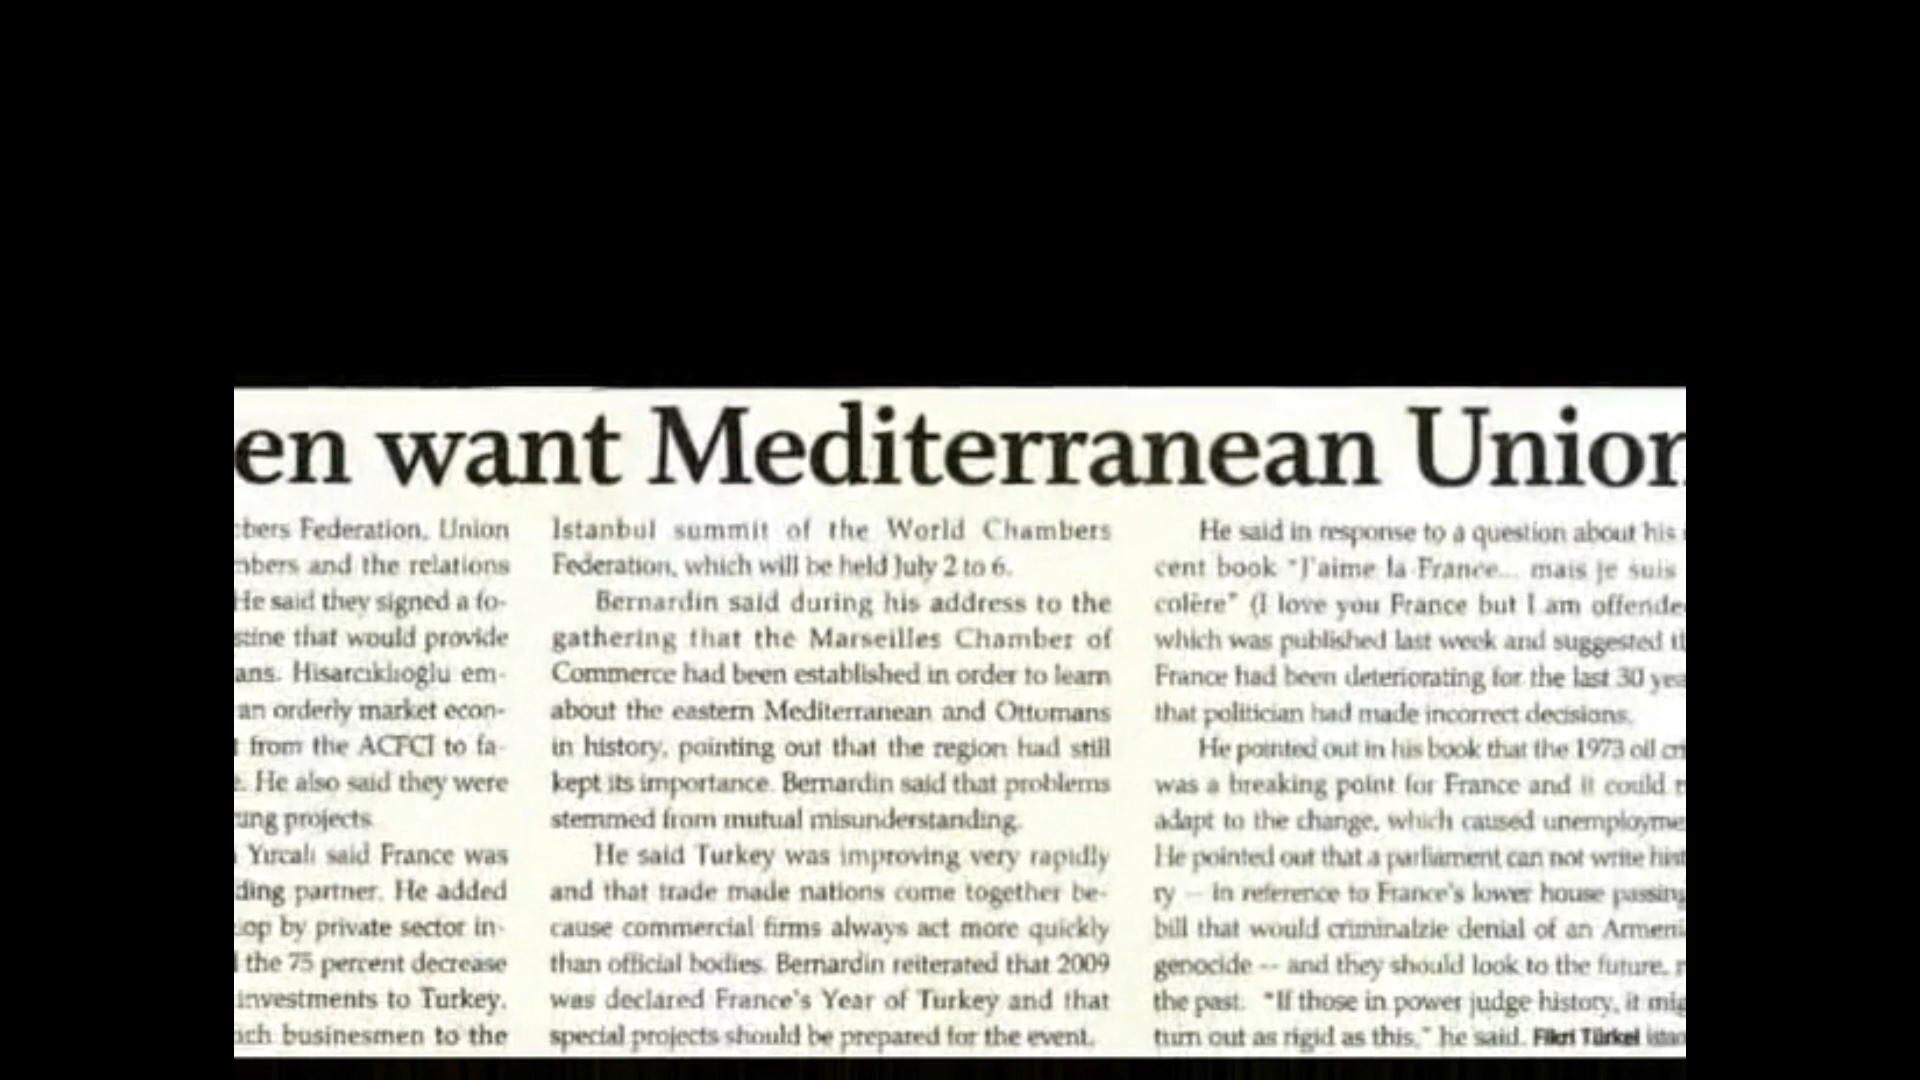 en want Mediterranean Union
bers Federation, Union
bers and the relations
He said they signed a fo-
stine that would provide
ans. Hisarcıklıoğlu em-
an orderly market econ-
from the ACFCI to fa-
e. He also said they were
ung projects.
Yırcalı said France was
ding partner. He added
op by private sector in-
the 75 percent decrease
investments to Turkey.
ch businessmen to the
Istanbul summit of the World Chambers
Federation, which will be held July 2 to 6.
Bernardin said during his address to the
gathering that the Marseilles Chamber of
Commerce had been established in order to learn
about the eastern Mediterranean and Ottomans
in history, pointing out that the region had still
kept its importance. Bernardin said that problems
stemmed from mutual misunderstanding.
He said Turkey was improving very rapidly
and that trade made nations come together be-
cause commercial firms always act more quickly
than official bodies. Bernardin reiterated that 2009
was declared France's Year of Turkey and that
special projects should be prepared for the event.
He said in response to a question about his
cent book "J'aime la France... mais je suis
colère" (I love you France but I am offende
which was published last week and suggested th
France had been deteriorating for the last 30 yea
that politician had made incorrect decisions.
He pointed out in his book that the 1973 oil cri
was a breaking point for France and it could n
adapt to the change, which caused unemployme
He pointed out that a parliament can not write hist
ry -- in reference to France's lower house passing
bill that would criminalzie denial of an Armeni
genocide -- and they should look to the future, n
the past. "If those in power judge history, it mig
turn out as rigid as this," he said. Fikri Türkel